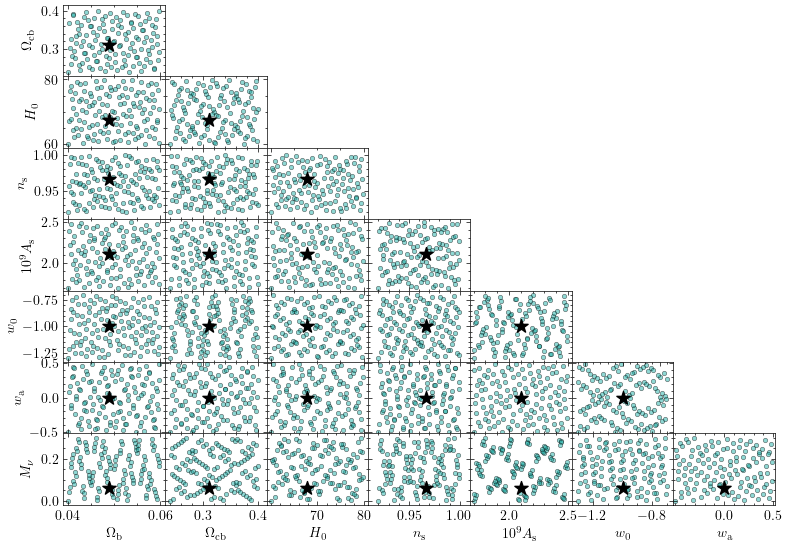 0.4
0.3
Ω_cb
80
60
H_0
1.00
0.95
n_s
2.5
2.0
10^9 A_s
−0.75
−1.00
−1.25
w_0
0.5
0.0
−0.5
w_a
0.2
0.0
M_ν
0.04 0.06 0.3 0.4 70 80 0.95 1.00 2.0 2.5 −1.2 −0.8 0.0 0.5
Ω_b Ω_cb H_0 n_s 10^9 A_s w_0 w_a